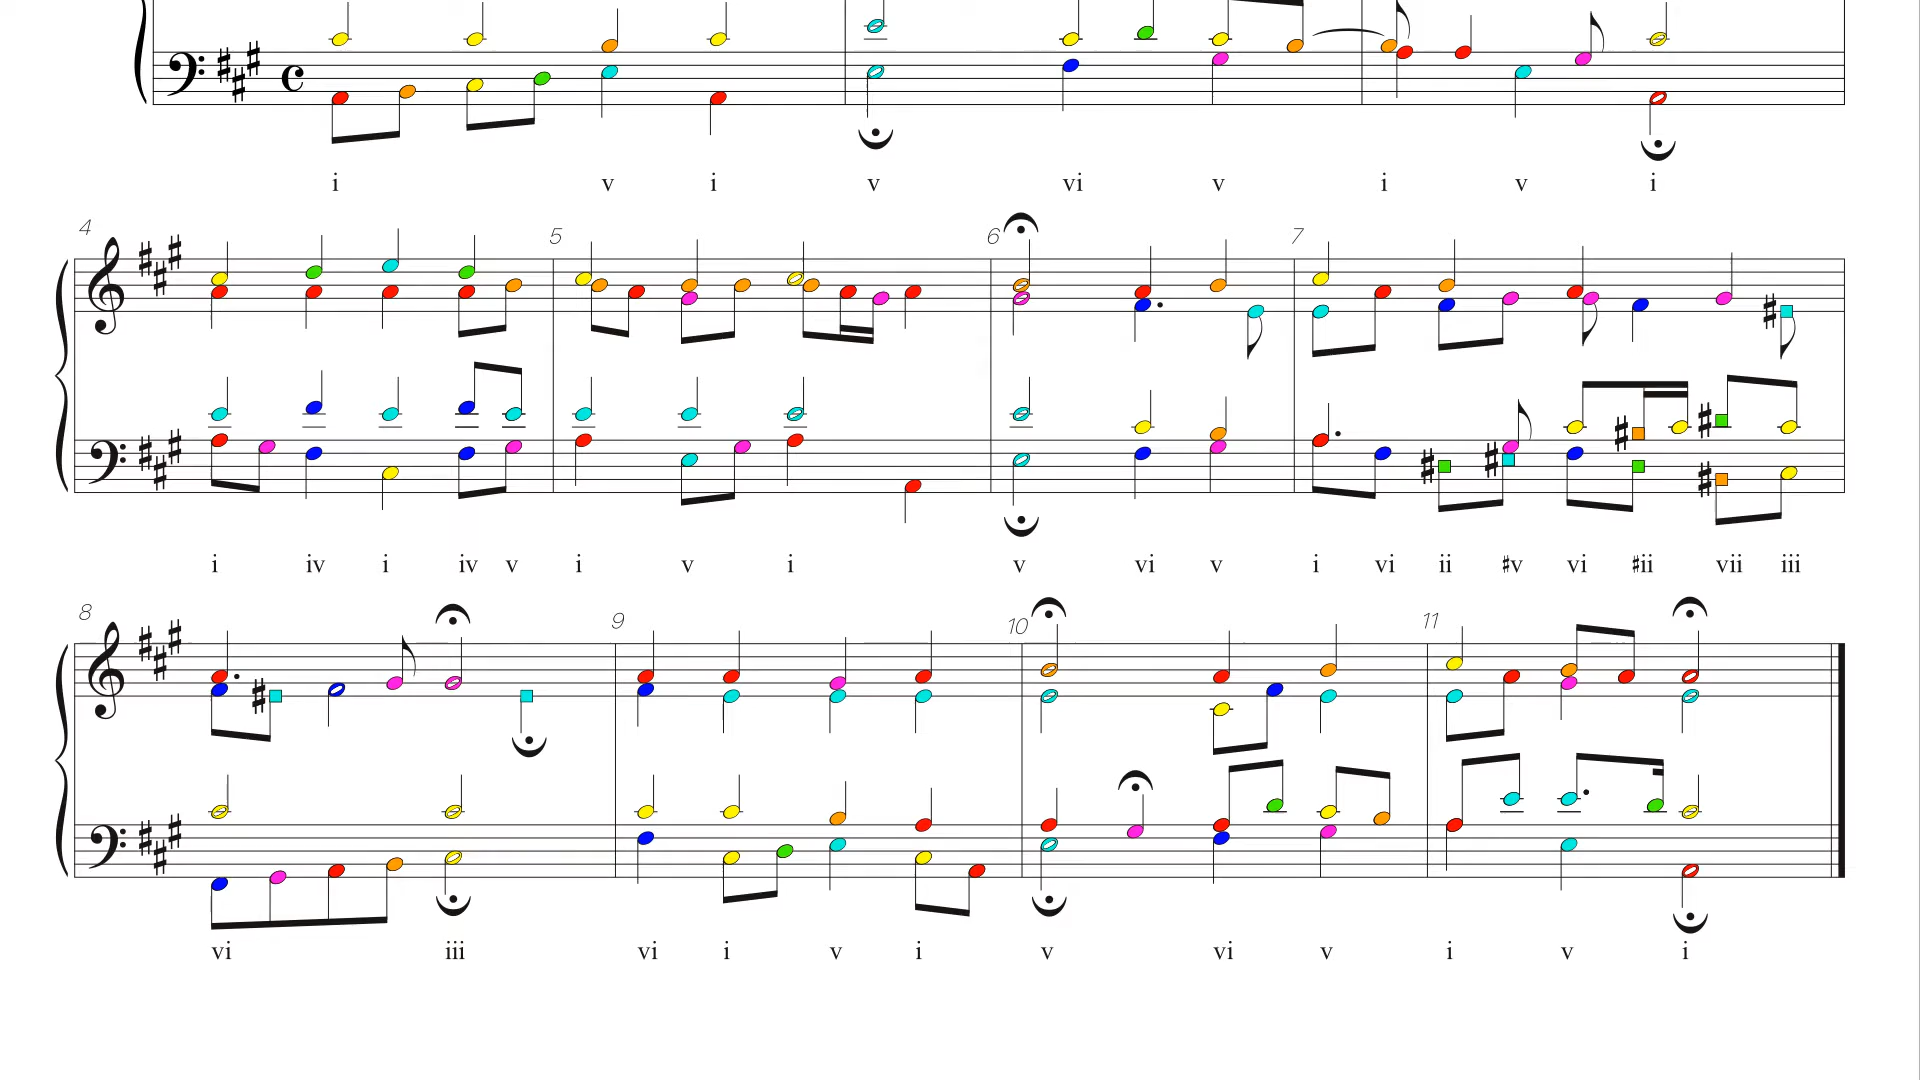 i v i v vi v i v i
4 5 6 7
i iv i iv v i v i v vi v i vi ii ♯v vi ♯ii vii iii
8 9 10 11
vi iii vi i v i v vi v i v i